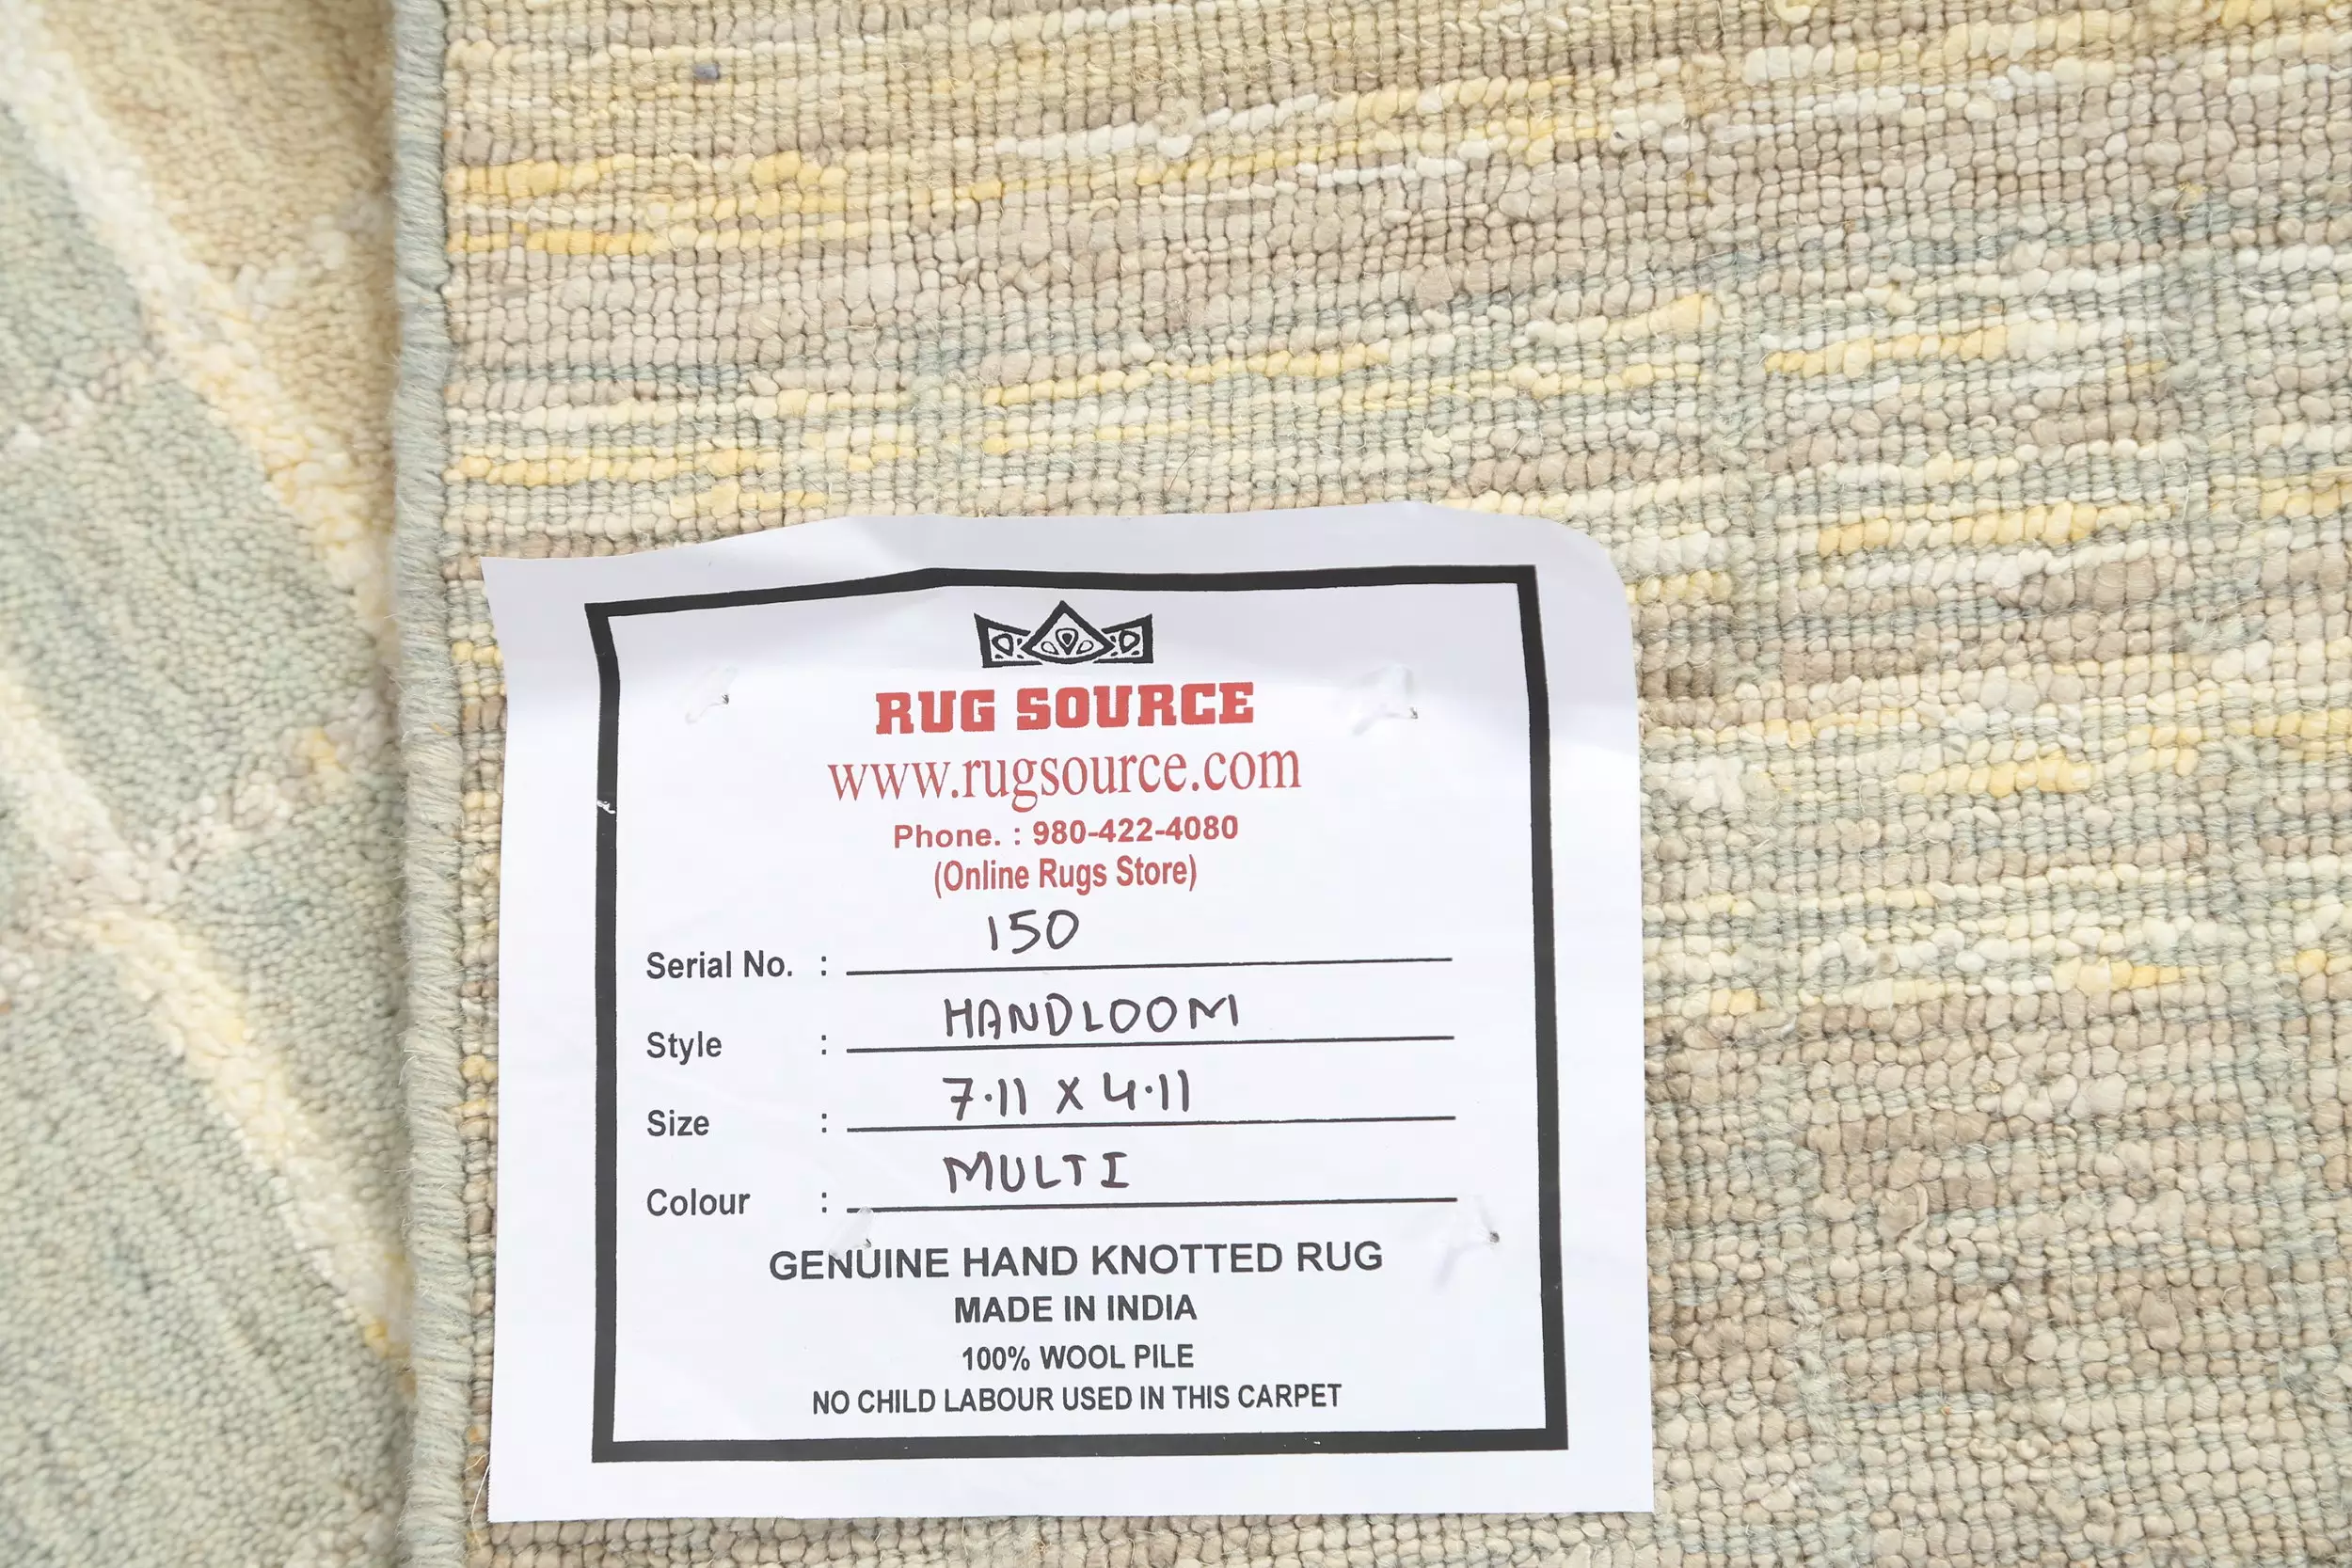 RUG SOURCE
www.rugsource.com
Phone. : 980-422-4080
(Online Rugs Store)
Serial No. : 150
Style : HANDLOOM
Size : 7.11 X 4.11
Colour : MULTI
GENUINE HAND KNOTTED RUG
MADE IN INDIA
100% WOOL PILE
NO CHILD LABOUR USED IN THIS CARPET